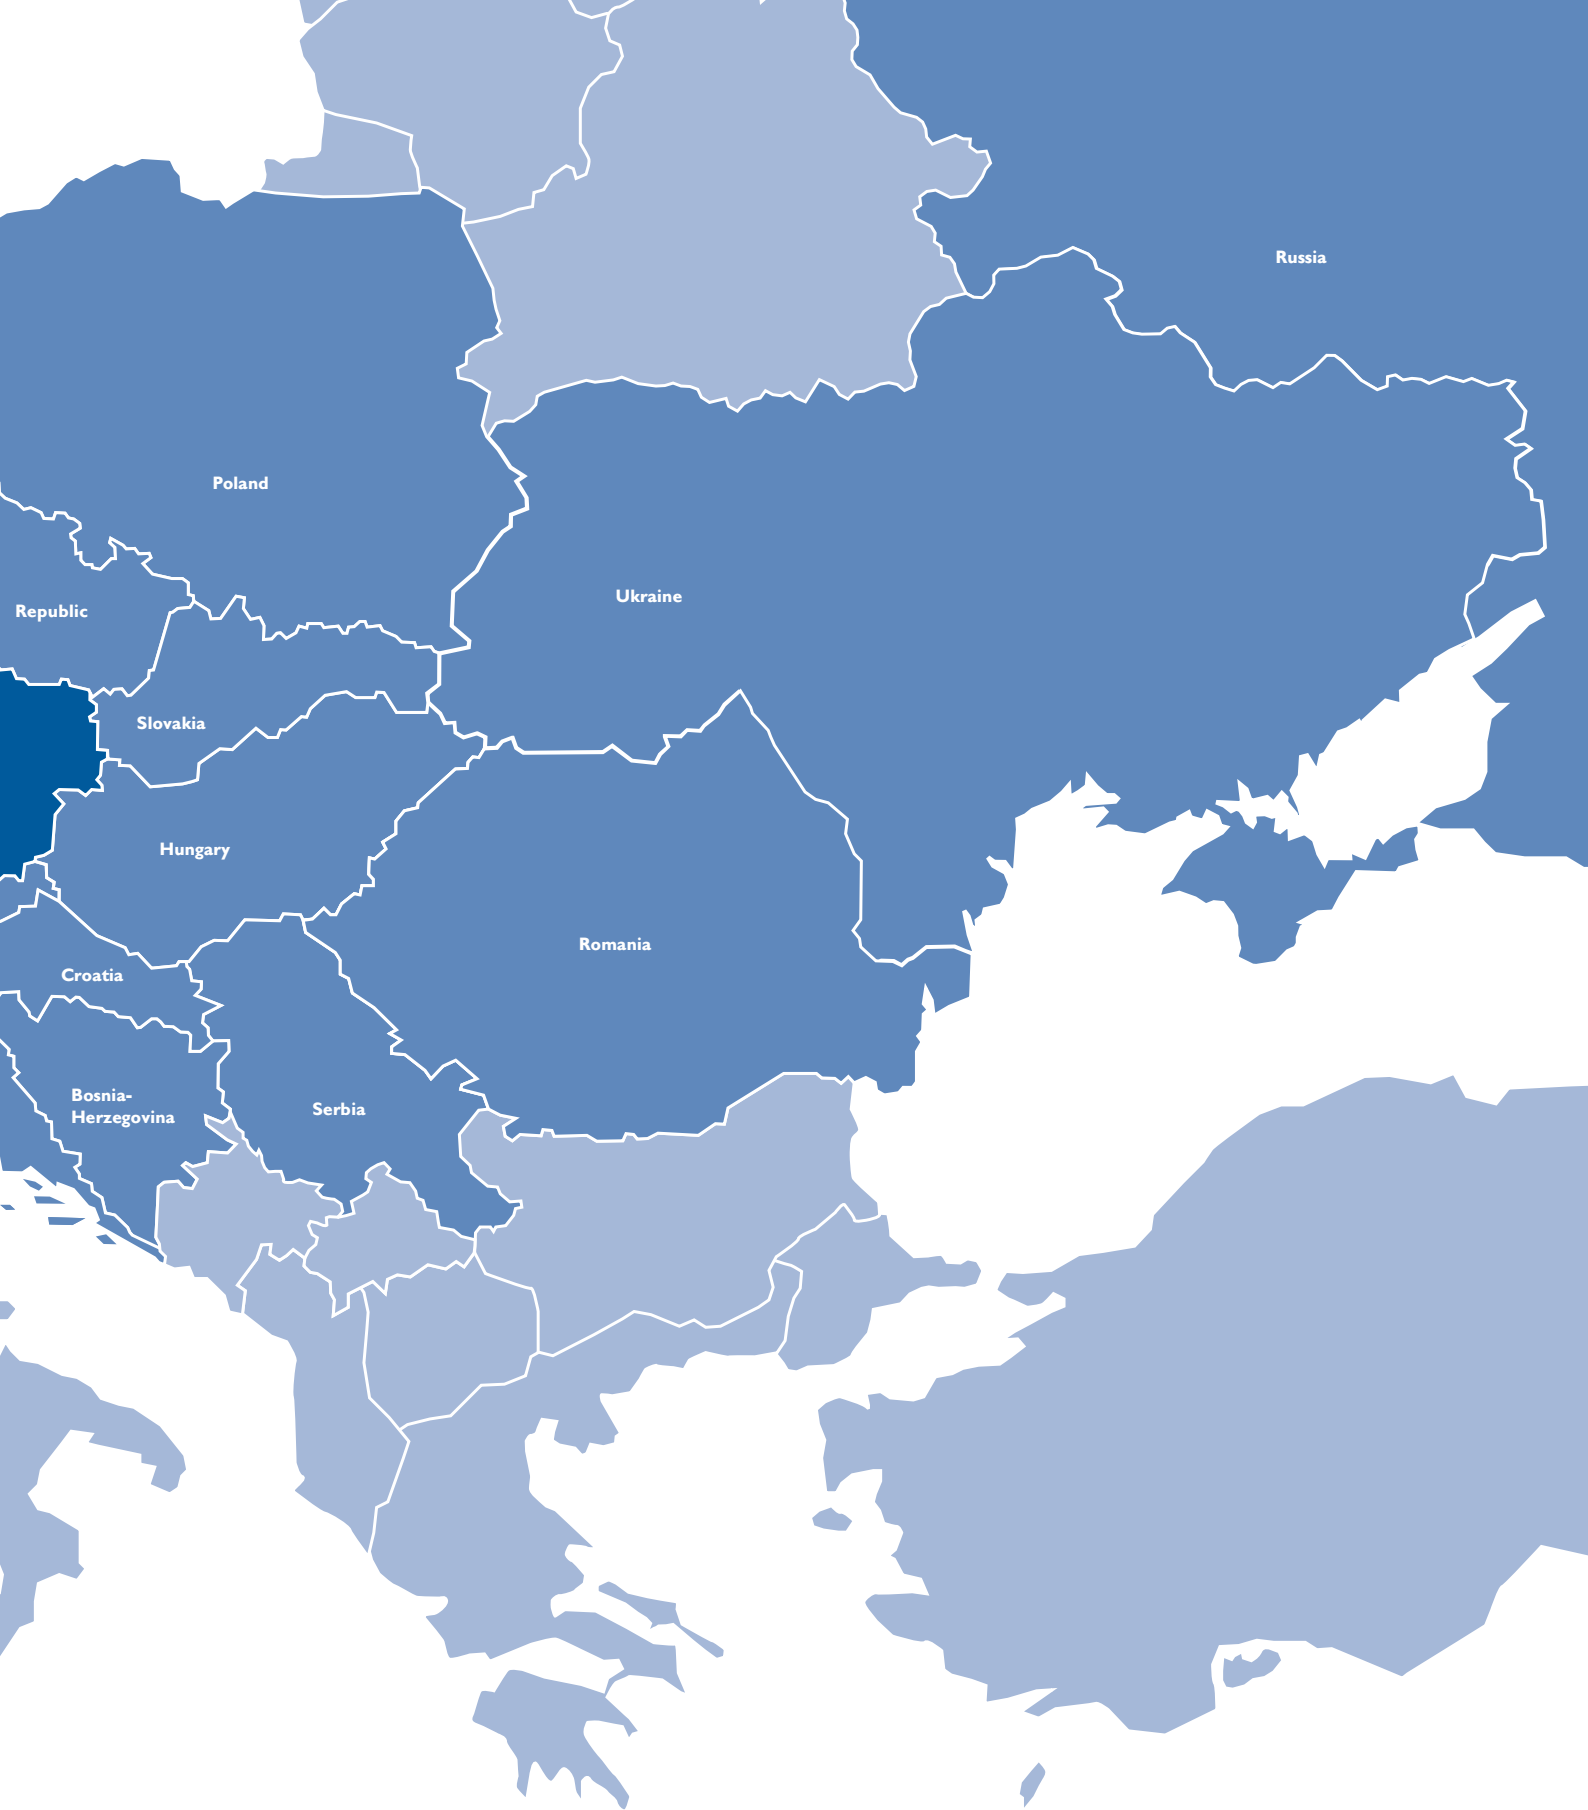 Russia
Poland
Ukraine
Republic
Slovakia
Hungary
Romania
Croatia
Bosnia-
Herzegovina
Serbia